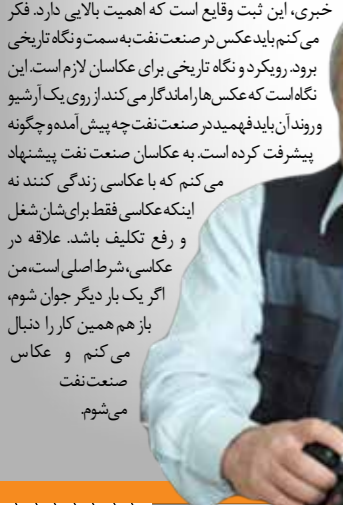 خبری، این ثبت وقایع است که اهمیت بالایی دارد. فکر
می‌کنم باید عکس در صنعت نفت به سمت و نگاه تاریخی
برود. رویکرد و نگاه تاریخی برای عکاسان لازم است. این
نگاه است که عکس‌ها را ماندگار می‌کند. از روی یک آرشیو
و روند آن باید فهمید در صنعت نفت چه پیش آمده و چگونه
پیشرفت کرده است. به عکاسان صنعت نفت پیشنهاد
می‌کنم که با عکاسی زندگی کنند نه
اینکه عکاسی فقط برای‌شان شغل
و رفع تکلیف باشد. علاقه در
عکاسی، شرط اصلی است، من
اگر یک بار دیگر جوان شوم،
باز هم همین کار را دنبال
می کنم و عکاس
صنعت نفت
می‌شوم.